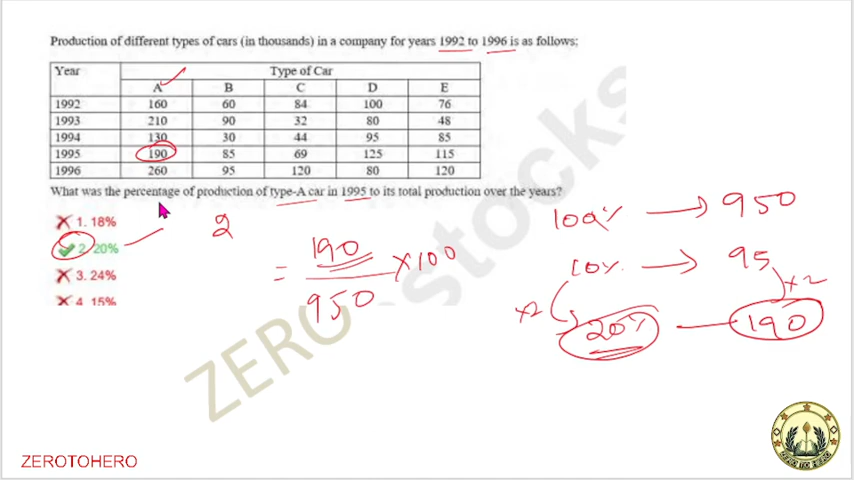 Production of different types of cars (in thousands) in a company for years 1992 to 1996 is as follows:
Year Type of Car
A B C D E
1992 160 60 84 100 76
1993 210 90 32 80 48
1994 130 30 44 95 85
1995 190 85 69 125 115
1996 260 95 120 80 120
What was the percentage of production of type-A car in 1995 to its total production over the years?
1. 18%
2. 20%
3. 24%
4. 15%
2
= 190 × 100
950
100% → 950
10% → 95
×2 ×2
20% — 190
ZERO stocks
ZEROTOHERO